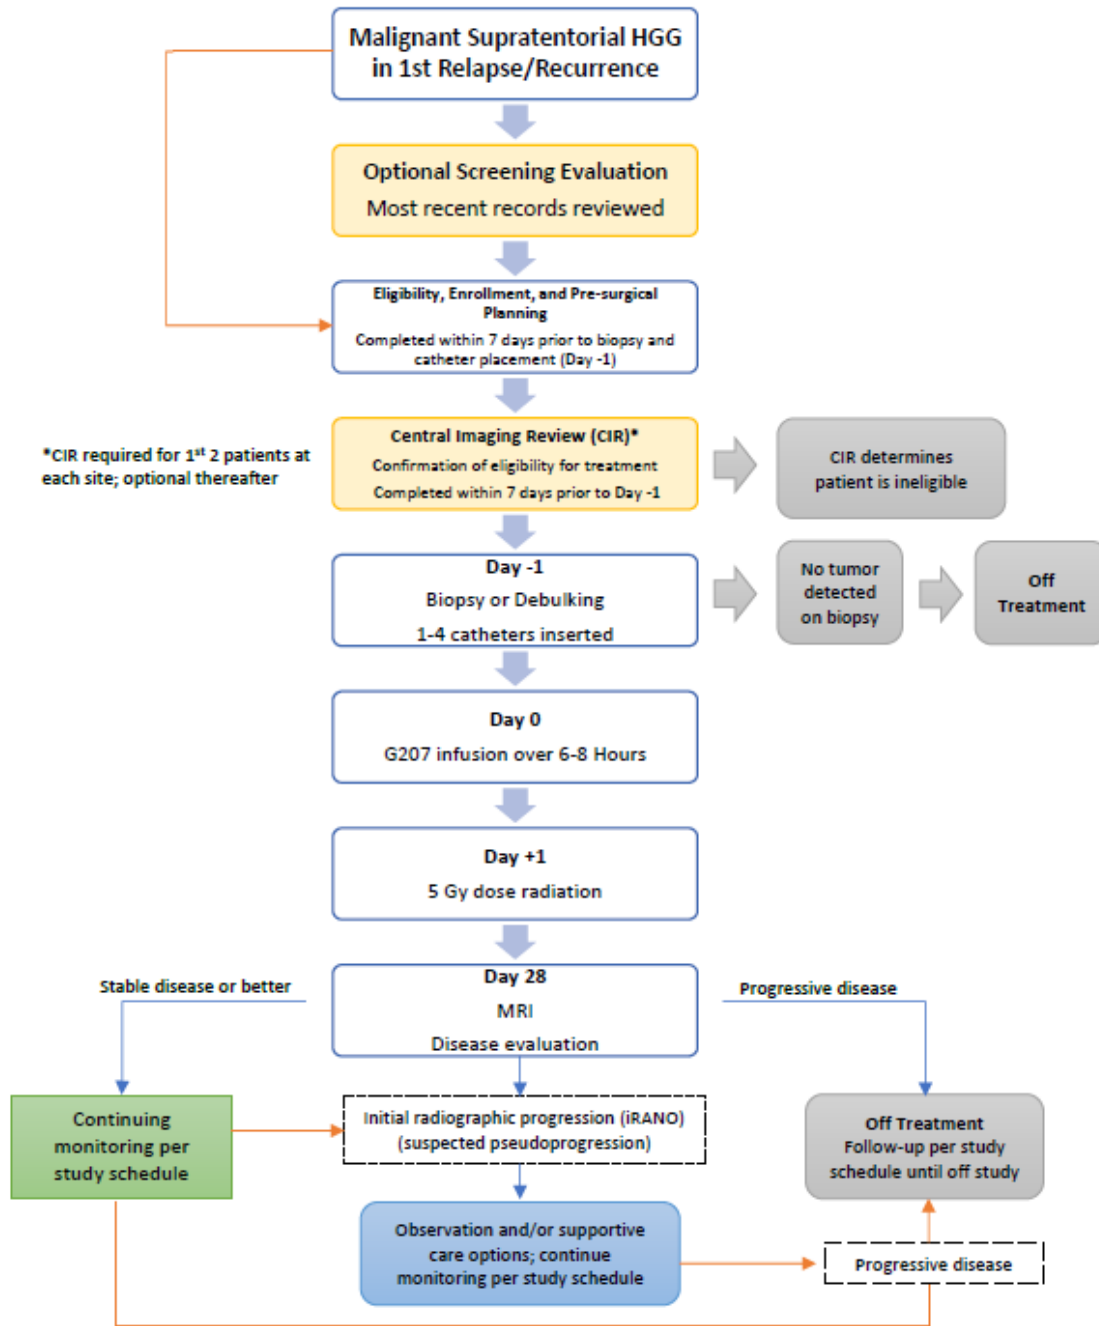 Malignant Supratentorial HGG
in 1st Relapse/Recurrence
Optional Screening Evaluation
Most recent records reviewed
Eligibility, Enrollment, and Pre-surgical
Planning
Completed within 7 days prior to biopsy and
catheter placement (Day -1)
*CIR required for 1st 2 patients at
each site; optional thereafter
Central Imaging Review (CIR)*
Confirmation of eligibility for treatment
Completed within 7 days prior to Day -1
CIR determines
patient is ineligible
Day -1
Biopsy or Debulking
1-4 catheters inserted
No tumor
detected
on biopsy
Off
Treatment
Day 0
G207 infusion over 6-8 Hours
Day +1
5 Gy dose radiation
Stable disease or better
Day 28
MRI
Disease evaluation
Progressive disease
Continuing
monitoring per
study schedule
Initial radiographic progression (iRANO)
(suspected pseudoprogression)
Off Treatment
Follow-up per study
schedule until off study
Observation and/or supportive
care options; continue
monitoring per study schedule
Progressive disease